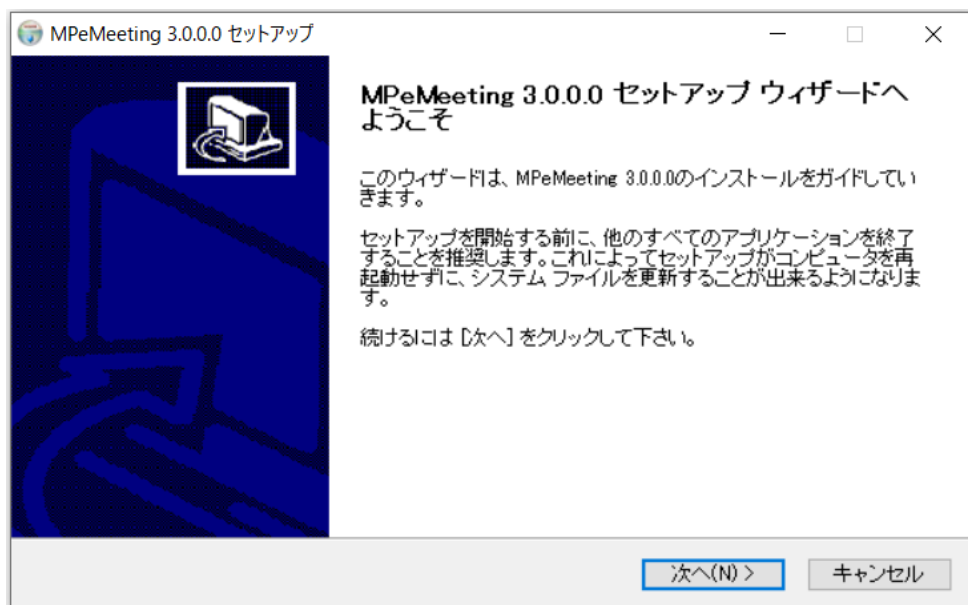 MPeMeeting 3.0.0.0 セットアップ
MPeMeeting 3.0.0.0 セットアップ ウィザードへ
ようこそ
このウィザードは、MPeMeeting 3.0.0.0のインストールをガイドしてい
きます。
セットアップを開始する前に、他のすべてのアプリケーションを終了
することを推奨します。これによってセットアップがコンピュータを再
起動せずに、システム ファイルを更新することが出来るようになりま
す。
続けるには [次へ] をクリックして下さい。
次へ(N) >
キャンセル